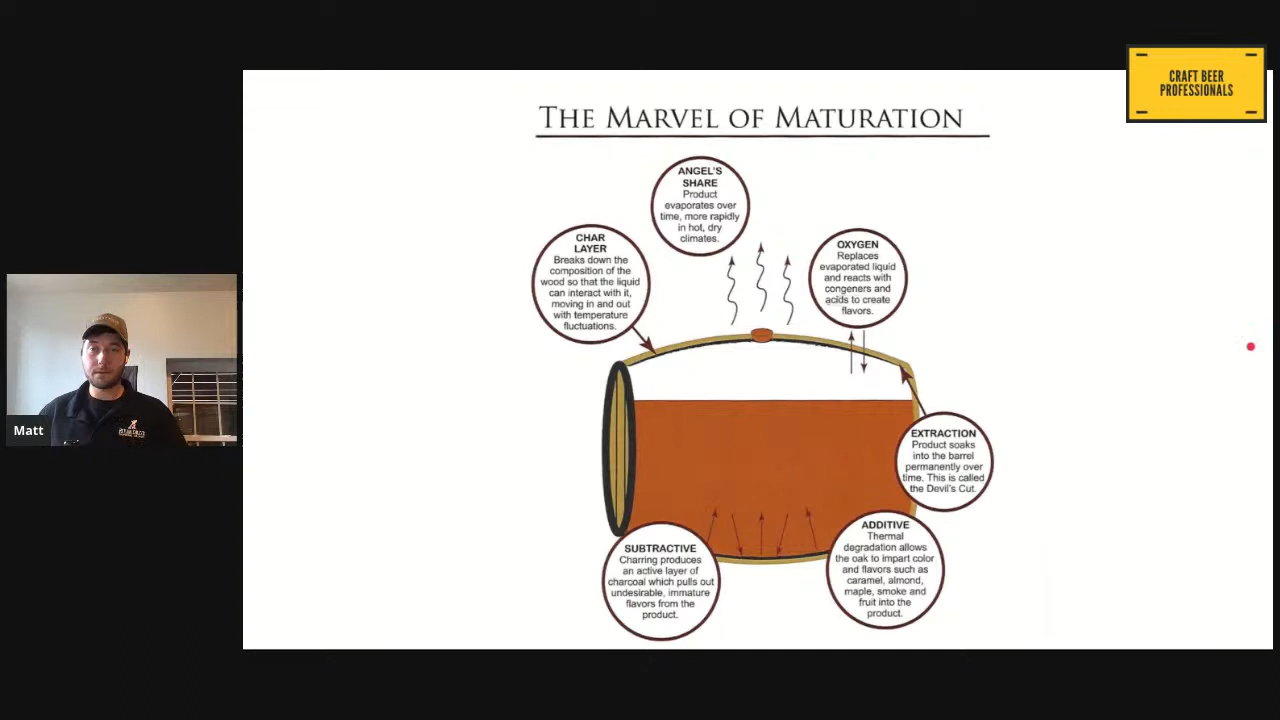 CRAFT BEER
PROFESSIONALS
THE MARVEL OF MATURATION
ANGEL'S
SHARE
Product
evaporates over
time, more rapidly
in hot, dry
climates.
CHAR
LAYER
Breaks down the
composition of the
wood so that the liquid
can interact with it,
moving in and out
with temperature
fluctuations.
OXYGEN
Replaces
evaporated liquid
and reacts with
congeners and
acids to create
flavors.
EXTRACTION
Product soaks
into the barrel
permanently over
time. This is called
the Devil's Cut.
SUBTRACTIVE
Charring produces
an active layer of
charcoal which pulls out
undesirable, immature
flavors from the
product.
ADDITIVE
Thermal
degradation allows
the oak to impart color
and flavors such as
caramel, almond,
maple, smoke and
fruit into the
product.
Matt